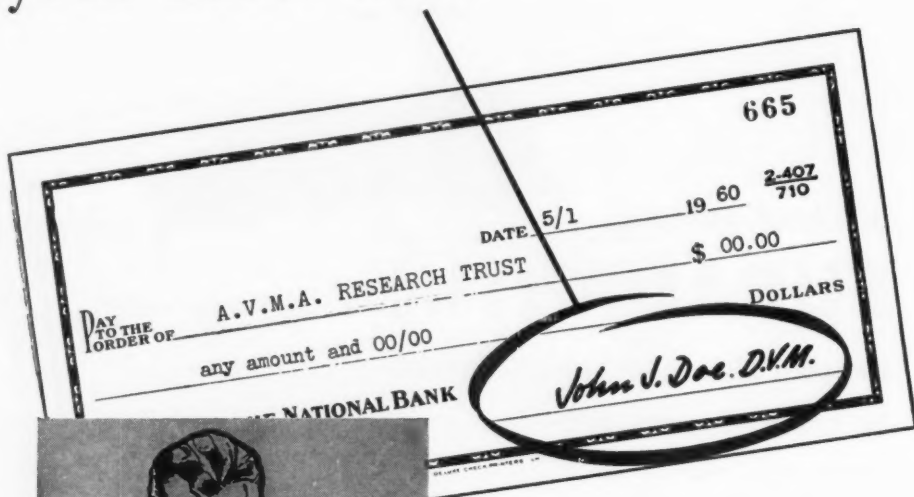 665
DATE 5/1 19 60 2-407
710
PAY
TO THE
ORDER OF A.V.M.A. RESEARCH TRUST $ 00.00
any amount and 00/00 DOLLARS
NATIONAL BANK John J. Doe. D.V.M.